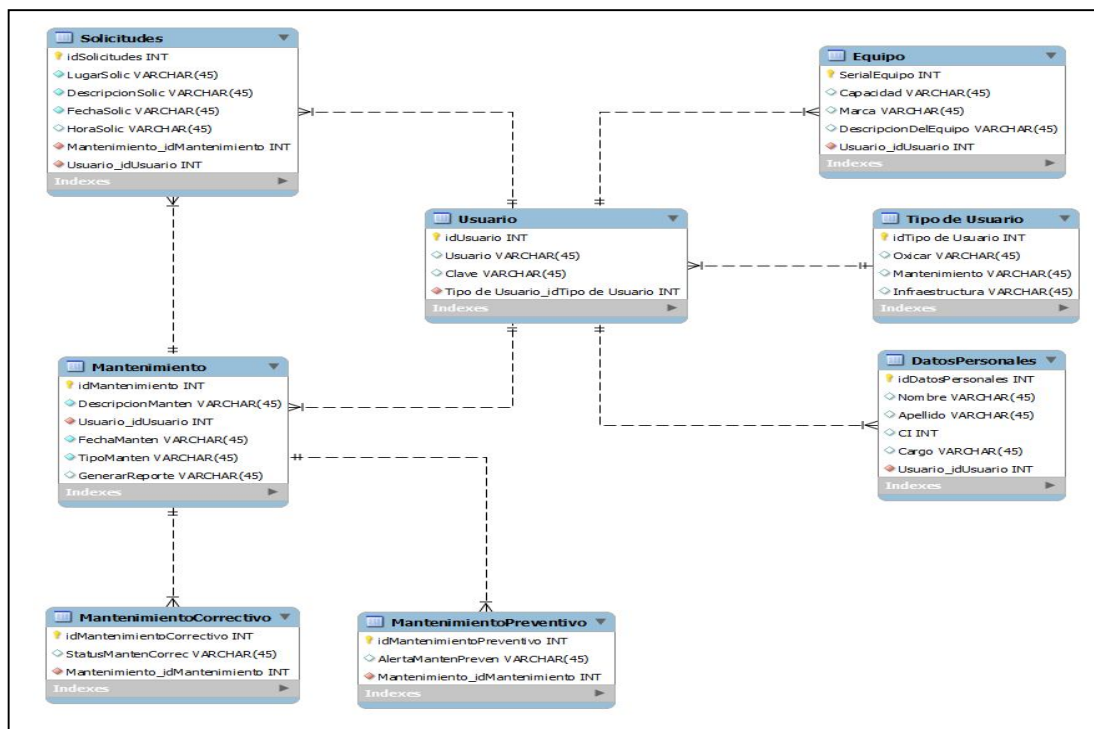 Solicitudes
idSolicitudes INT
LugarSolic VARCHAR(45)
DescripcionSolic VARCHAR(45)
FechaSolic VARCHAR(45)
HoraSolic VARCHAR(45)
Mantenimiento_idMantenimiento INT
Usuario_idUsuario INT
Indexes
Equipo
SerialEquipo INT
Capacidad VARCHAR(45)
Marca VARCHAR(45)
DescripcionDelEquipo VARCHAR(45)
Usuario_idUsuario INT
Indexes
Usuario
idUsuario INT
Usuario VARCHAR(45)
Clave VARCHAR(45)
Tipo de Usuario_idTipo de Usuario INT
Indexes
Tipo de Usuario
idTipo de Usuario INT
Oxicar VARCHAR(45)
Mantenimiento VARCHAR(45)
Infraestructura VARCHAR(45)
Indexes
Mantenimiento
idMantenimiento INT
DescripcionManten VARCHAR(45)
Usuario_idUsuario INT
FechaManten VARCHAR(45)
TipoManten VARCHAR(45)
GenerarReporte VARCHAR(45)
Indexes
DatosPersonales
idDatosPersonales INT
Nombre VARCHAR(45)
Apellido VARCHAR(45)
CI INT
Cargo VARCHAR(45)
Usuario_idUsuario INT
Indexes
MantenimientoCorrectivo
idMantenimientoCorrectivo INT
StatusMantenCorrec VARCHAR(45)
Mantenimiento_idMantenimiento INT
Indexes
MantenimientoPreventivo
idMantenimientoPreventivo INT
AlertaMantenPreven VARCHAR(45)
Mantenimiento_idMantenimiento INT
Indexes